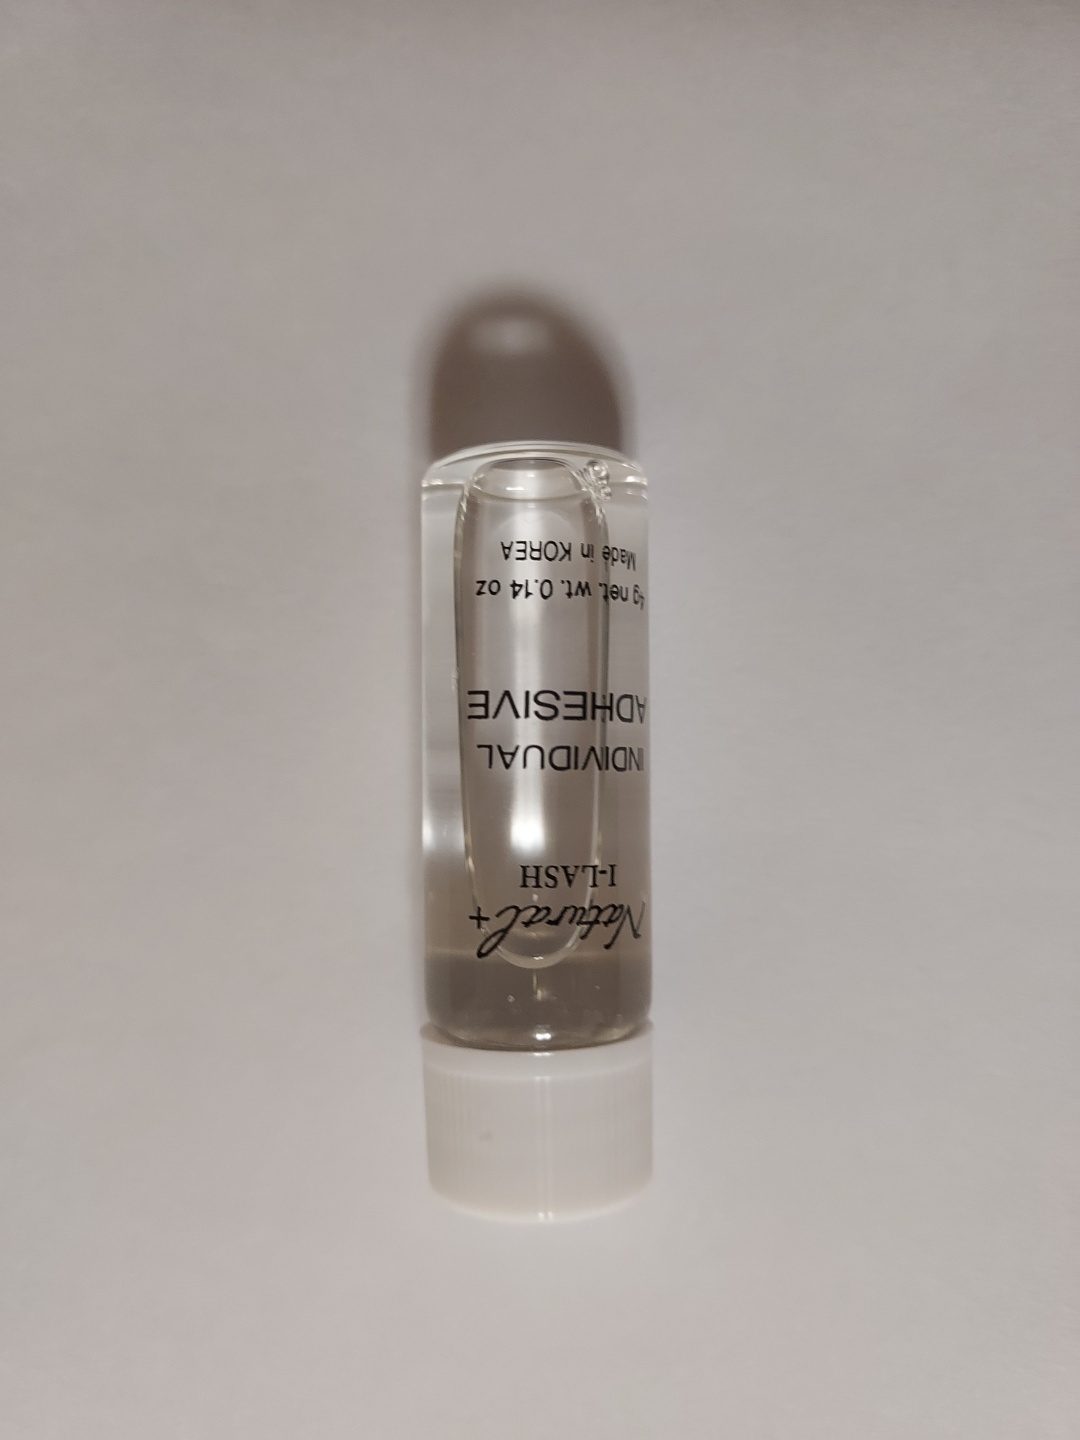 Natural+
I-LASH
INDIVIDUAL
ADHESIVE
4g net. wt. 0.14 oz
Made in KOREA